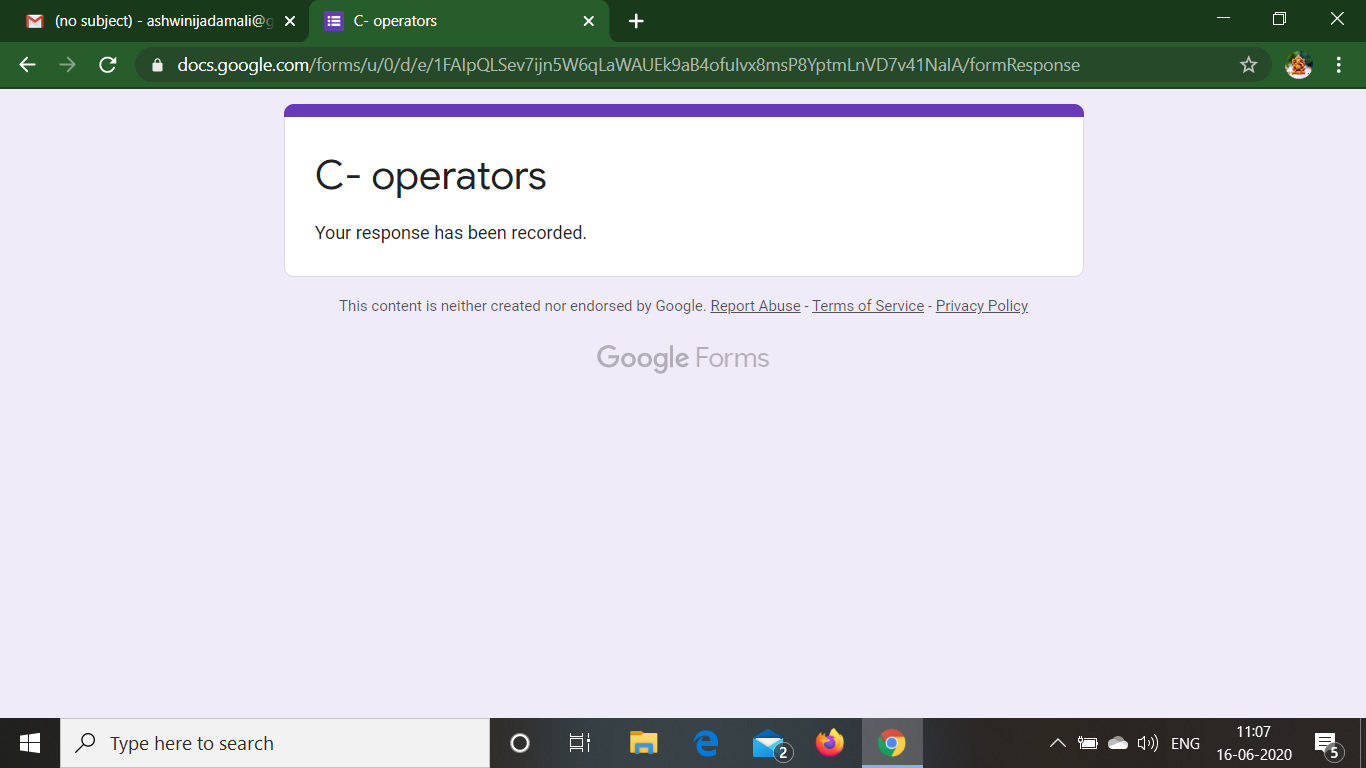 (no subject) - ashwinijadamali@g
C- operators
docs.google.com/forms/u/0/d/e/1FAIpQLSev7ijn5W6qLaWAUEk9aB4ofuIvx8msP8YptmLnVD7v41NaIA/formResponse
C- operators
Your response has been recorded.
This content is neither created nor endorsed by Google. Report Abuse - Terms of Service - Privacy Policy
Google Forms
Type here to search
2
ENG
11:07
16-06-2020
5